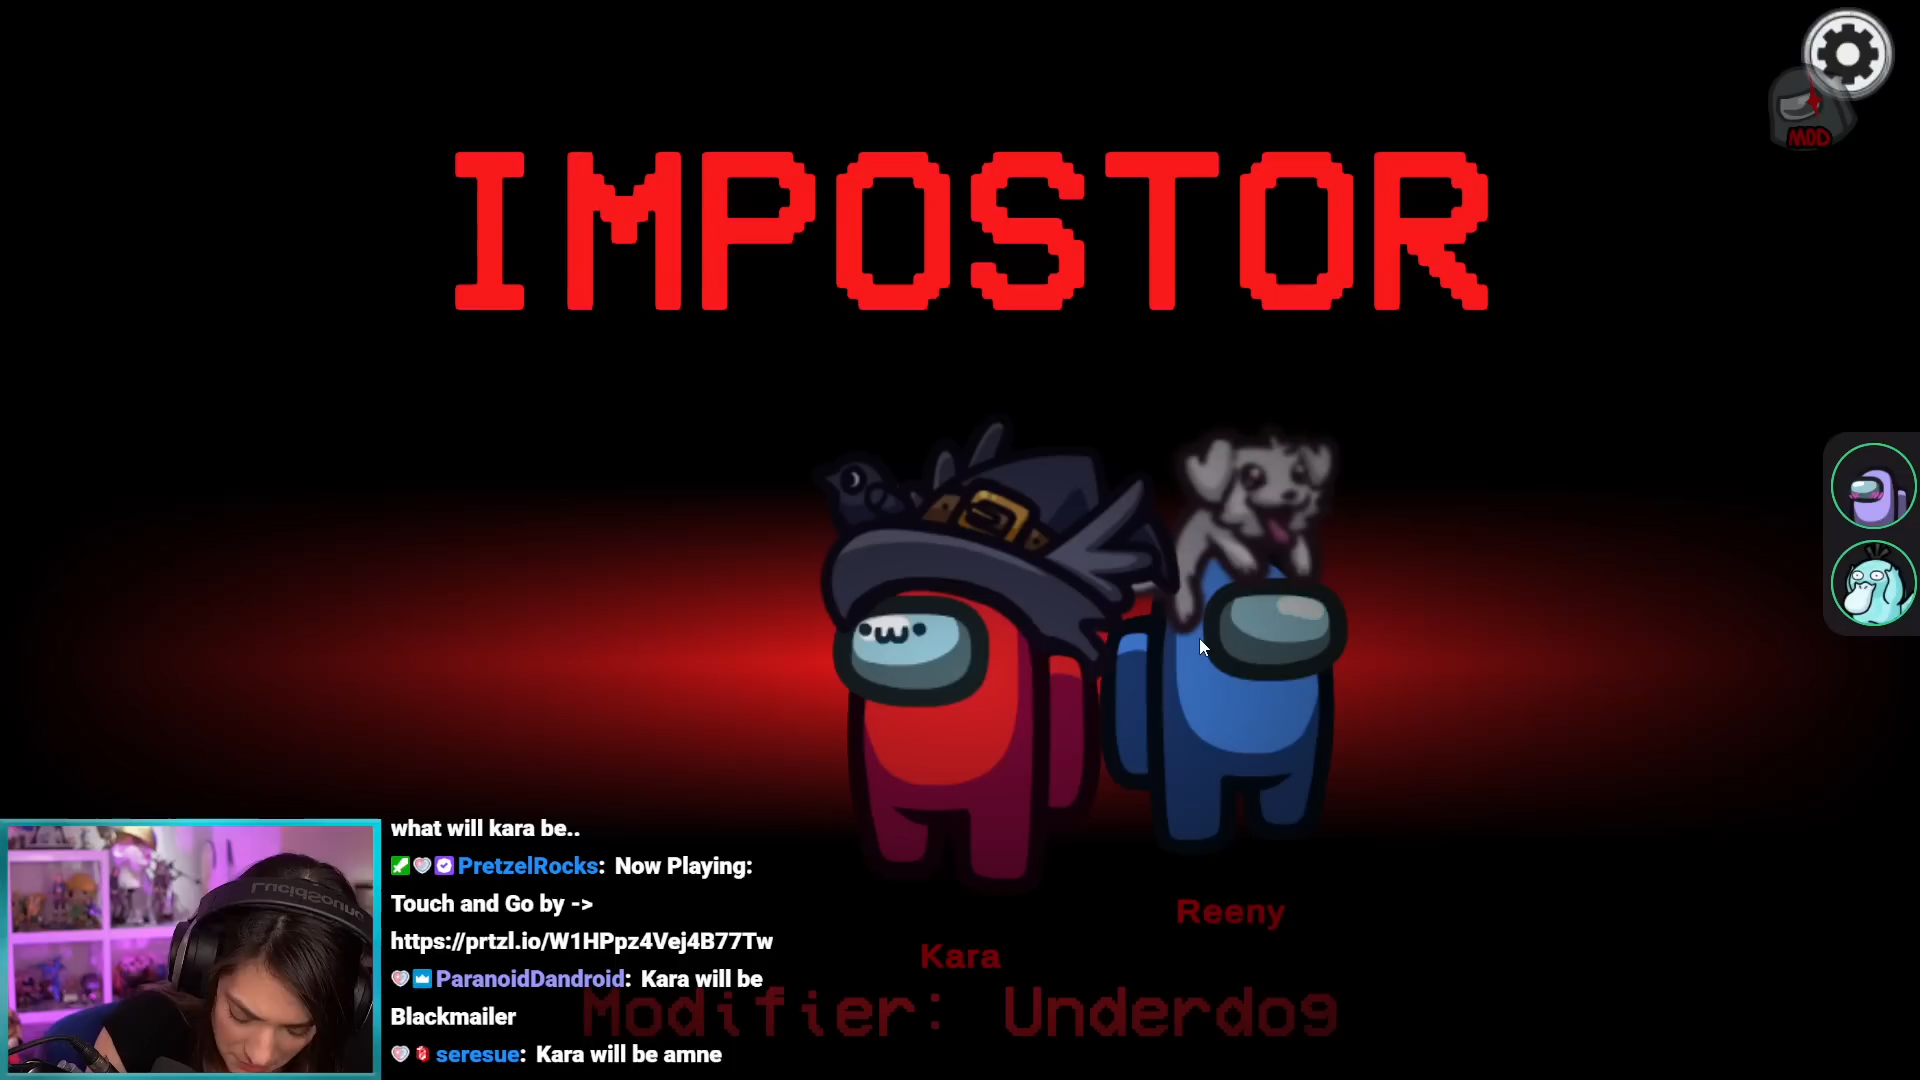 IMPOSTOR
MOD
Reeny
Kara
Modifier: Underdog
what will kara be..
PretzelRocks: Now Playing:
Touch and Go by ->
https://prtzl.io/W1HPpz4Vej4B77Tw
ParanoidDandroid: Kara will be
Blackmailer
seresue: Kara will be amne
LucidSound